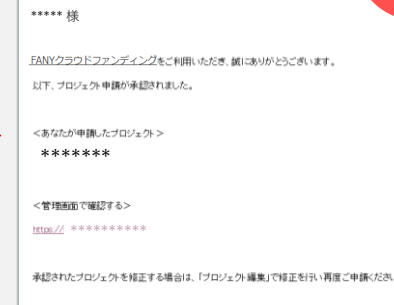 ***** 様
FANYクラウドファンディングをご利用いただき、誠にありがとうございます。
以下、プロジェクト申請が承認されました。
＜あなたが申請したプロジェクト＞
*******
＜管理画面で確認する＞
https:// **********
承認されたプロジェクトを修正する場合は、「プロジェクト編集」で修正を行い再度ご申請くださ